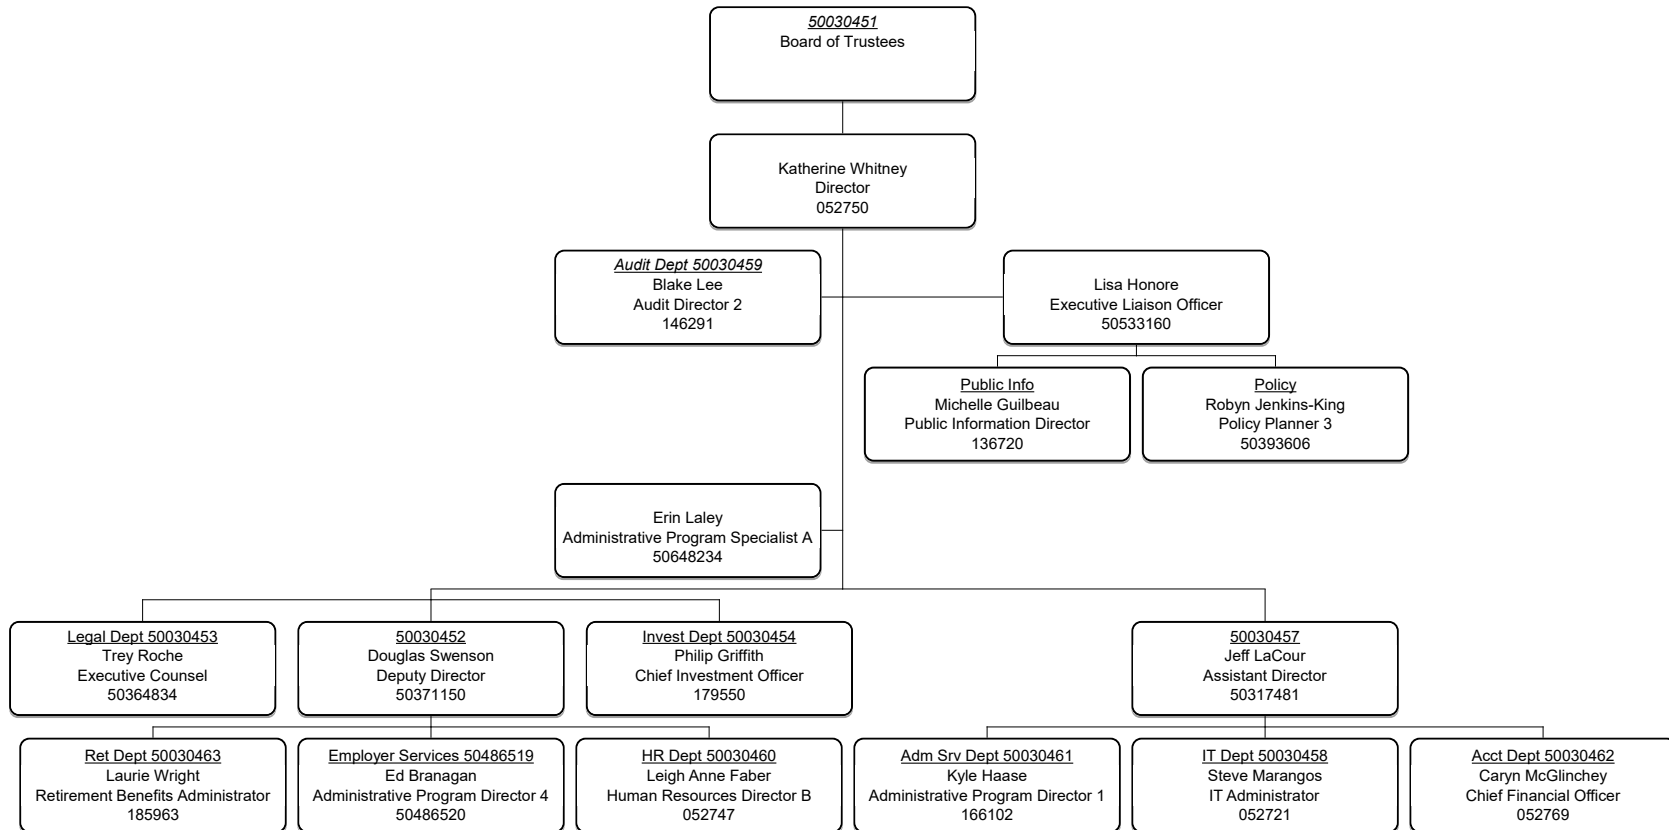 50030451
Board of Trustees
Katherine Whitney
Director
052750
Audit Dept 50030459
Blake Lee
Audit Director 2
146291
Lisa Honore
Executive Liaison Officer
50533160
Public Info
Michelle Guilbeau
Public Information Director
136720
Policy
Robyn Jenkins-King
Policy Planner 3
50393606
Erin Laley
Administrative Program Specialist A
50648234
Legal Dept 50030453
Trey Roche
Executive Counsel
50364834
50030452
Douglas Swenson
Deputy Director
50371150
Invest Dept 50030454
Philip Griffith
Chief Investment Officer
179550
50030457
Jeff LaCour
Assistant Director
50317481
Ret Dept 50030463
Laurie Wright
Retirement Benefits Administrator
185963
Employer Services 50486519
Ed Branagan
Administrative Program Director 4
50486520
HR Dept 50030460
Leigh Anne Faber
Human Resources Director B
052747
Adm Srv Dept 50030461
Kyle Haase
Administrative Program Director 1
166102
IT Dept 50030458
Steve Marangos
IT Administrator
052721
Acct Dept 50030462
Caryn McGlinchey
Chief Financial Officer
052769